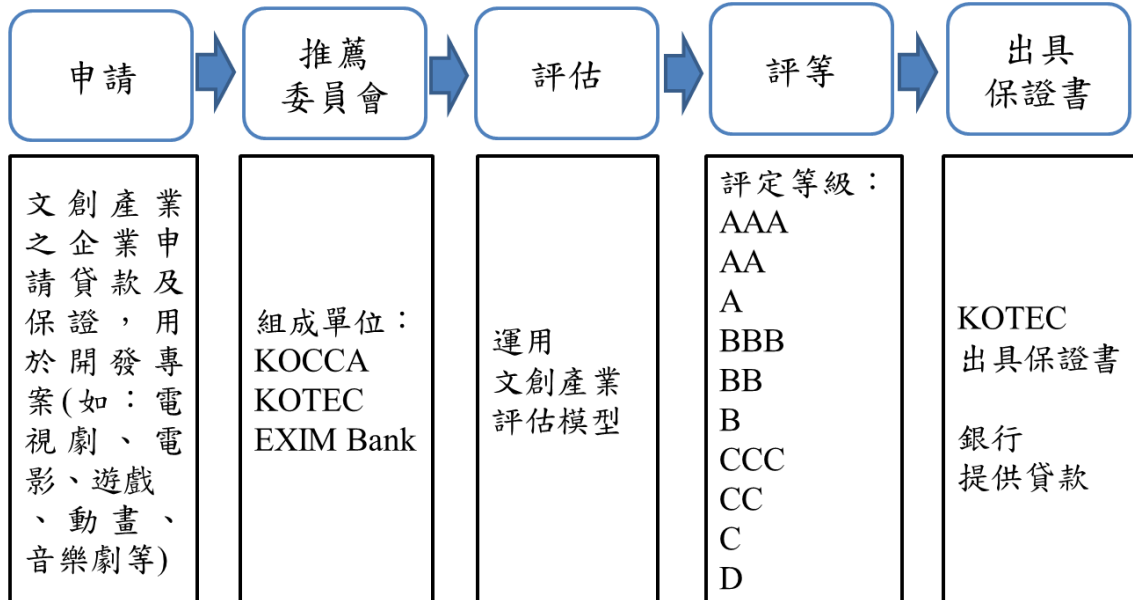 申請
推薦
委員會
評估
評等
出具
保證書
文創產業
之企業申
請貸款及
保證，用
於開發專
案(如：電
視劇、電
影、遊戲
、動畫、
音樂劇等)
組成單位：
KOCCA
KOTEC
EXIM Bank
運用
文創產業
評估模型
評定等級：
AAA
AA
A
BBB
BB
B
CCC
CC
C
D
KOTEC
出具保證書
銀行
提供貸款